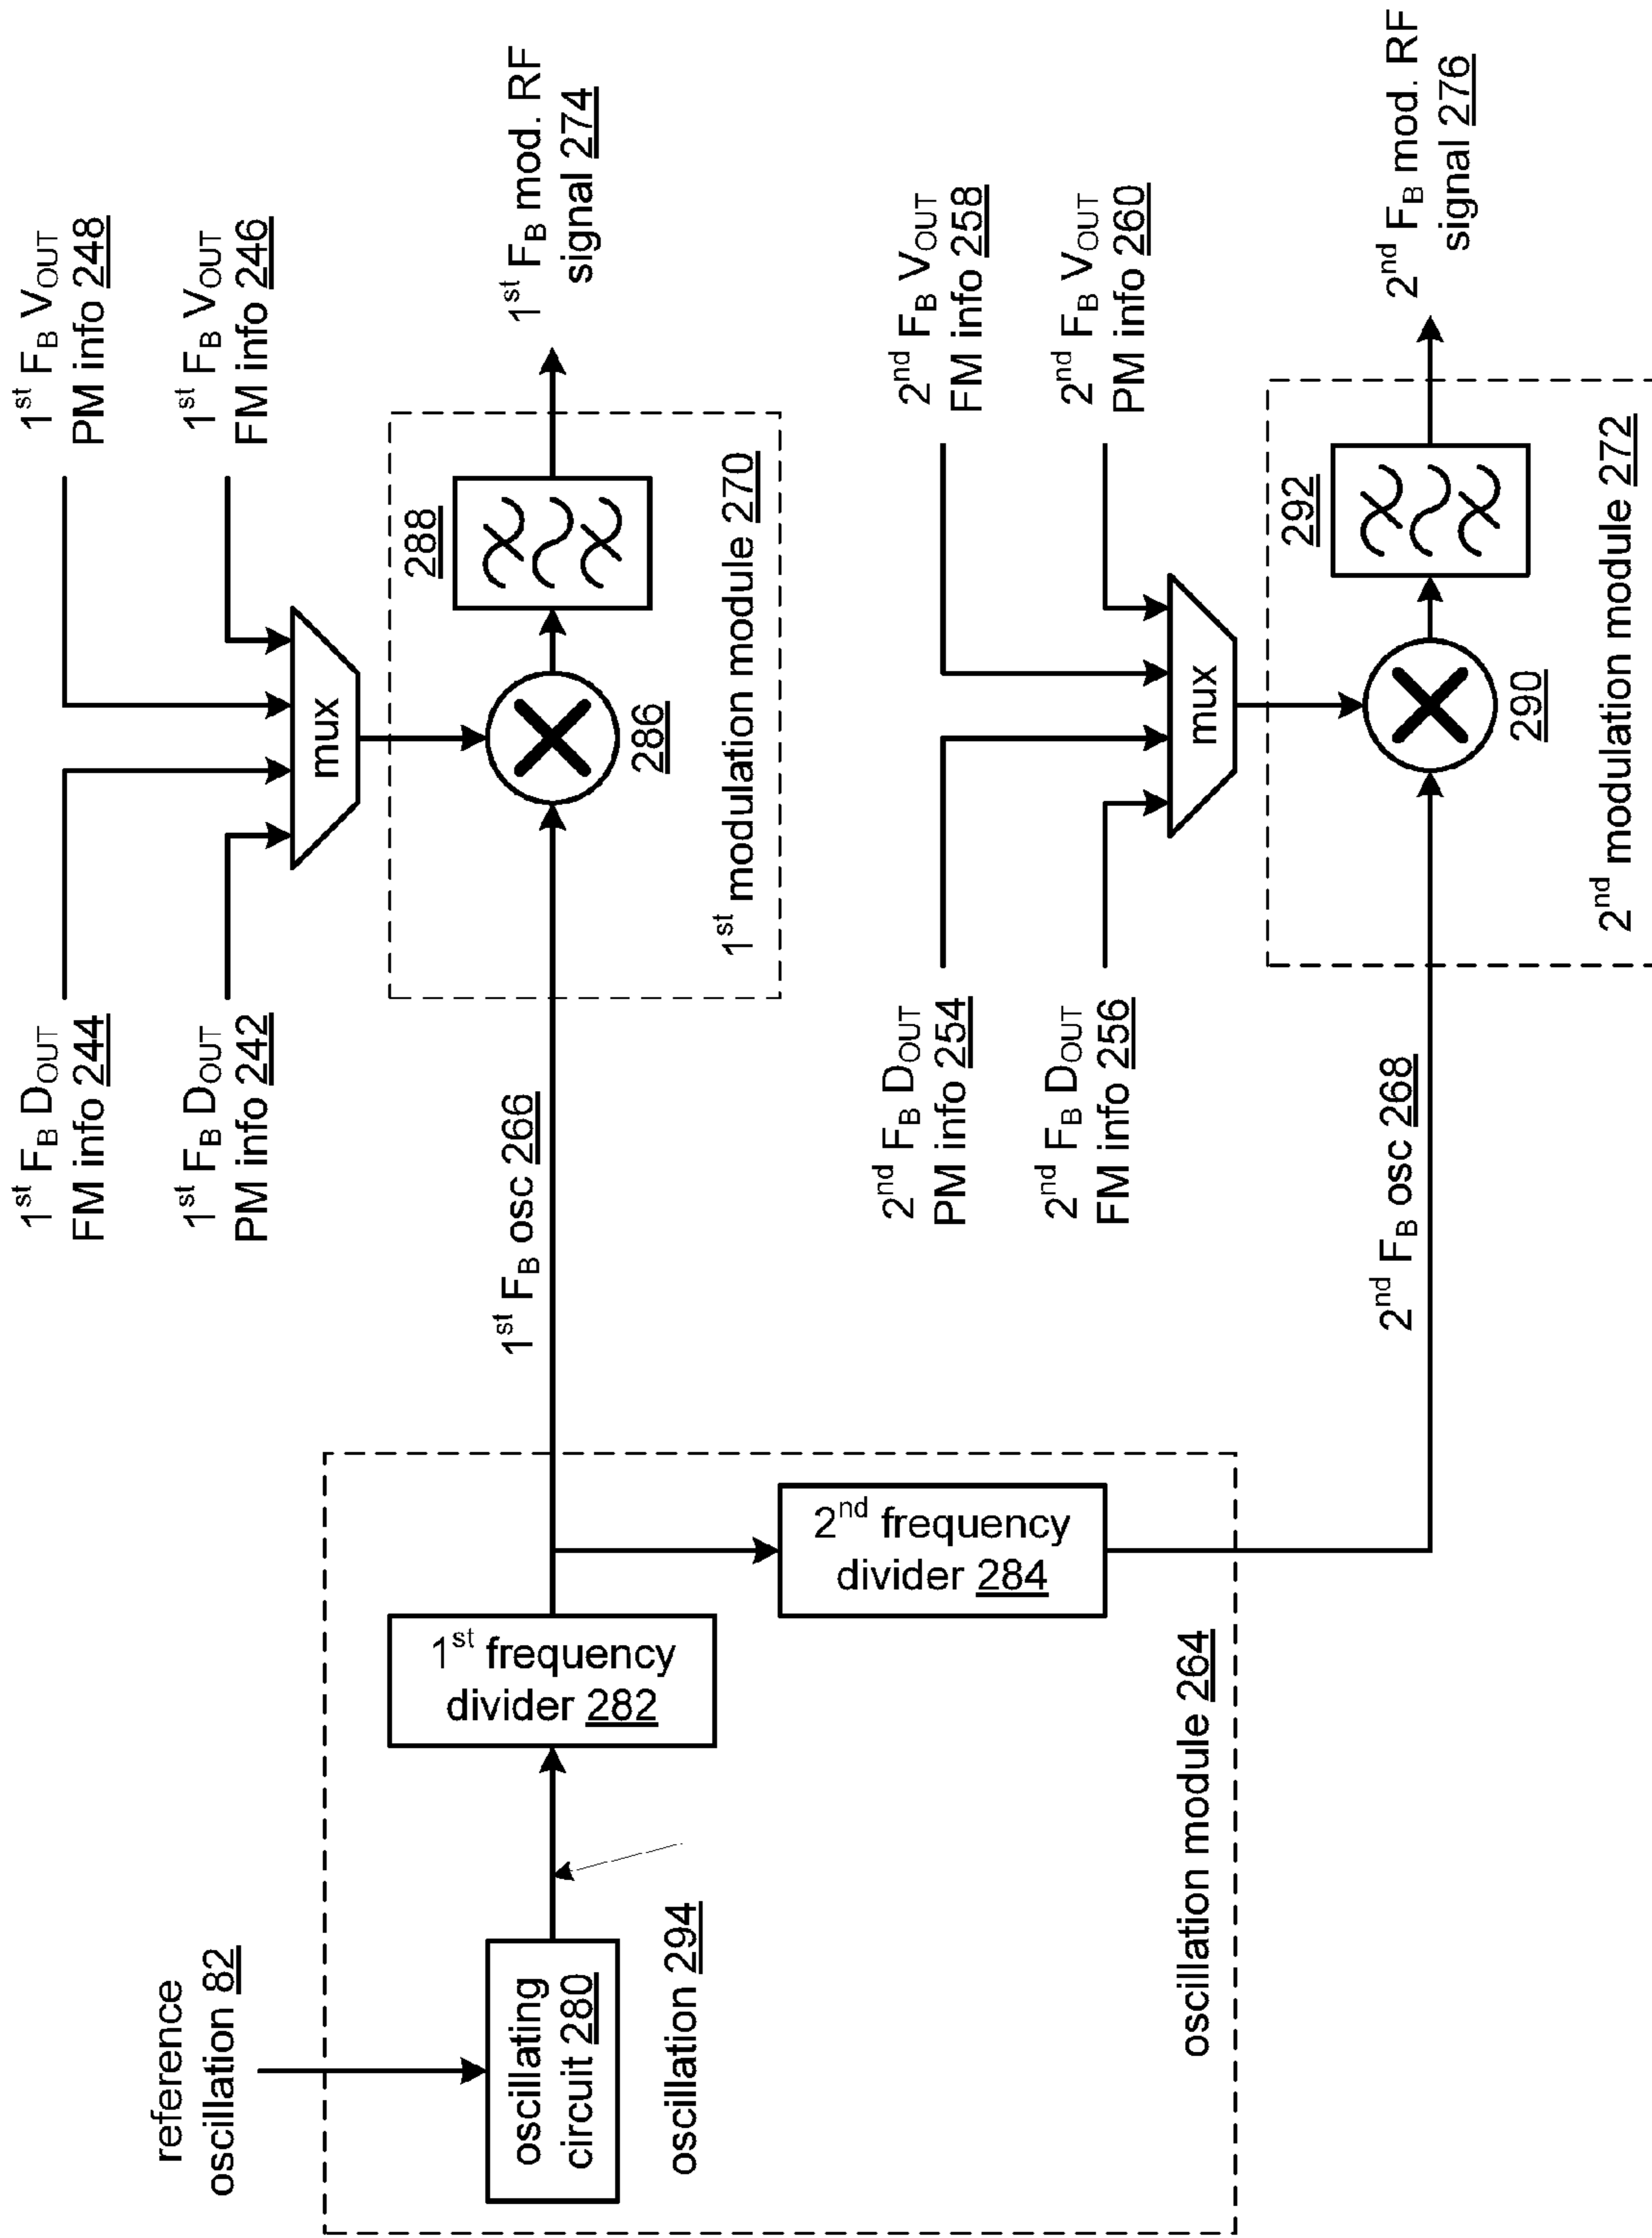 reference
oscillation 82
oscillating
circuit 280
oscillation 294
1st frequency
divider 282
2nd frequency
divider 284
oscillation module 264
1st FB osc 266
2nd FB osc 268
1st FB DOUT
FM info 244
1st FB DOUT
PM info 242
1st FB VOUT
PM info 248
1st FB VOUT
FM info 246
mux
286
288
1st modulation module 270
1st FB mod. RF
signal 274
2nd FB DOUT
PM info 254
2nd FB DOUT
FM info 256
2nd FB VOUT
FM info 258
2nd FB VOUT
PM info 260
mux
290
292
2nd modulation module 272
2nd FB mod. RF
signal 276